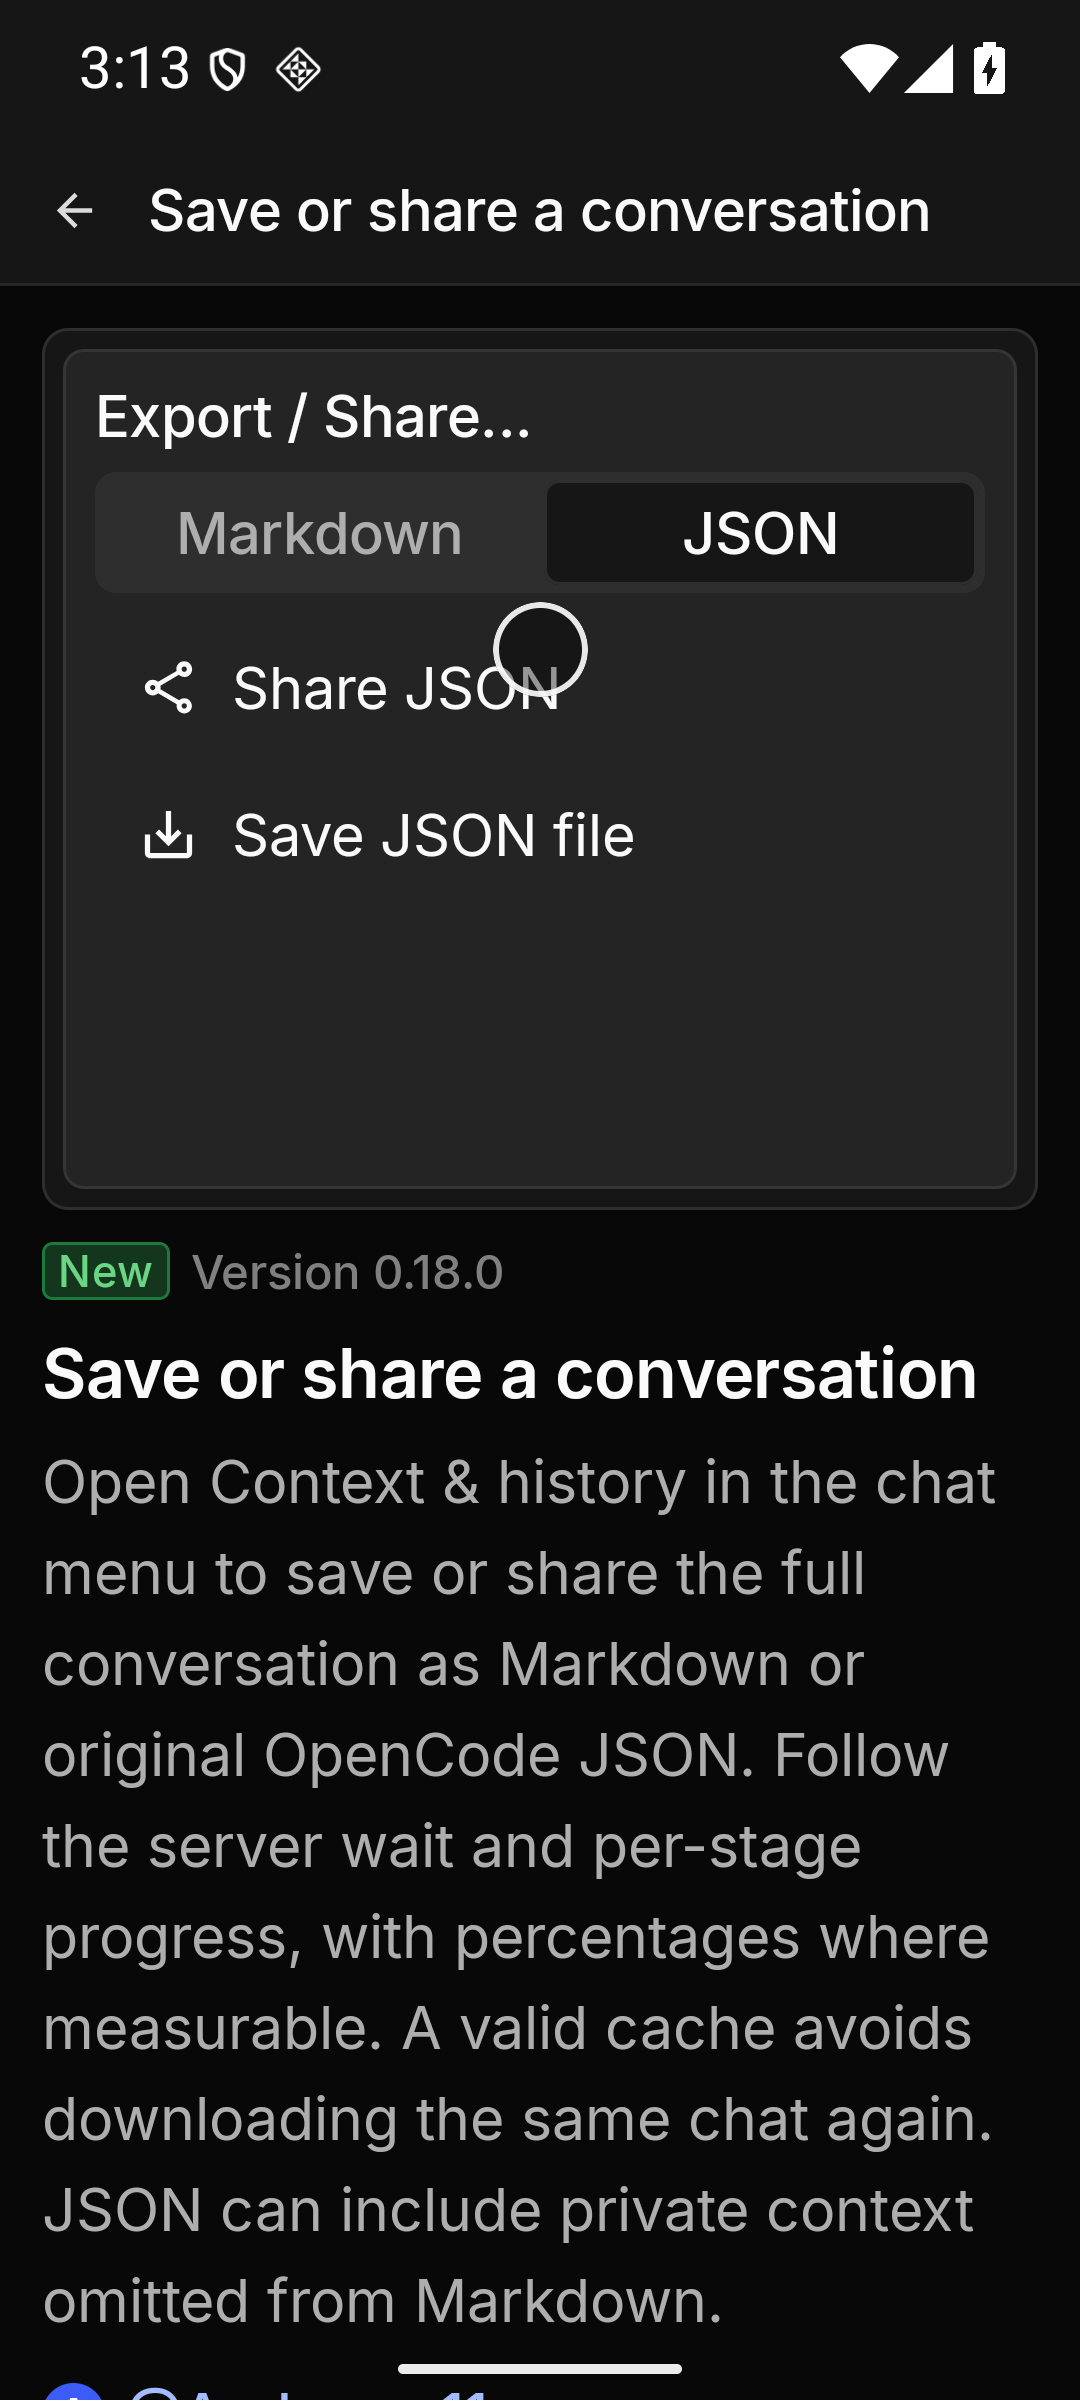 3:13
Save or share a conversation
Export / Share...
Markdown
JSON
Share JSON
Save JSON file
New
Version 0.18.0
Save or share a conversation
Open Context & history in the chat
menu to save or share the full
conversation as Markdown or
original OpenCode JSON. Follow
the server wait and per-stage
progress, with percentages where
measurable. A valid cache avoids
downloading the same chat again.
JSON can include private context
omitted from Markdown.